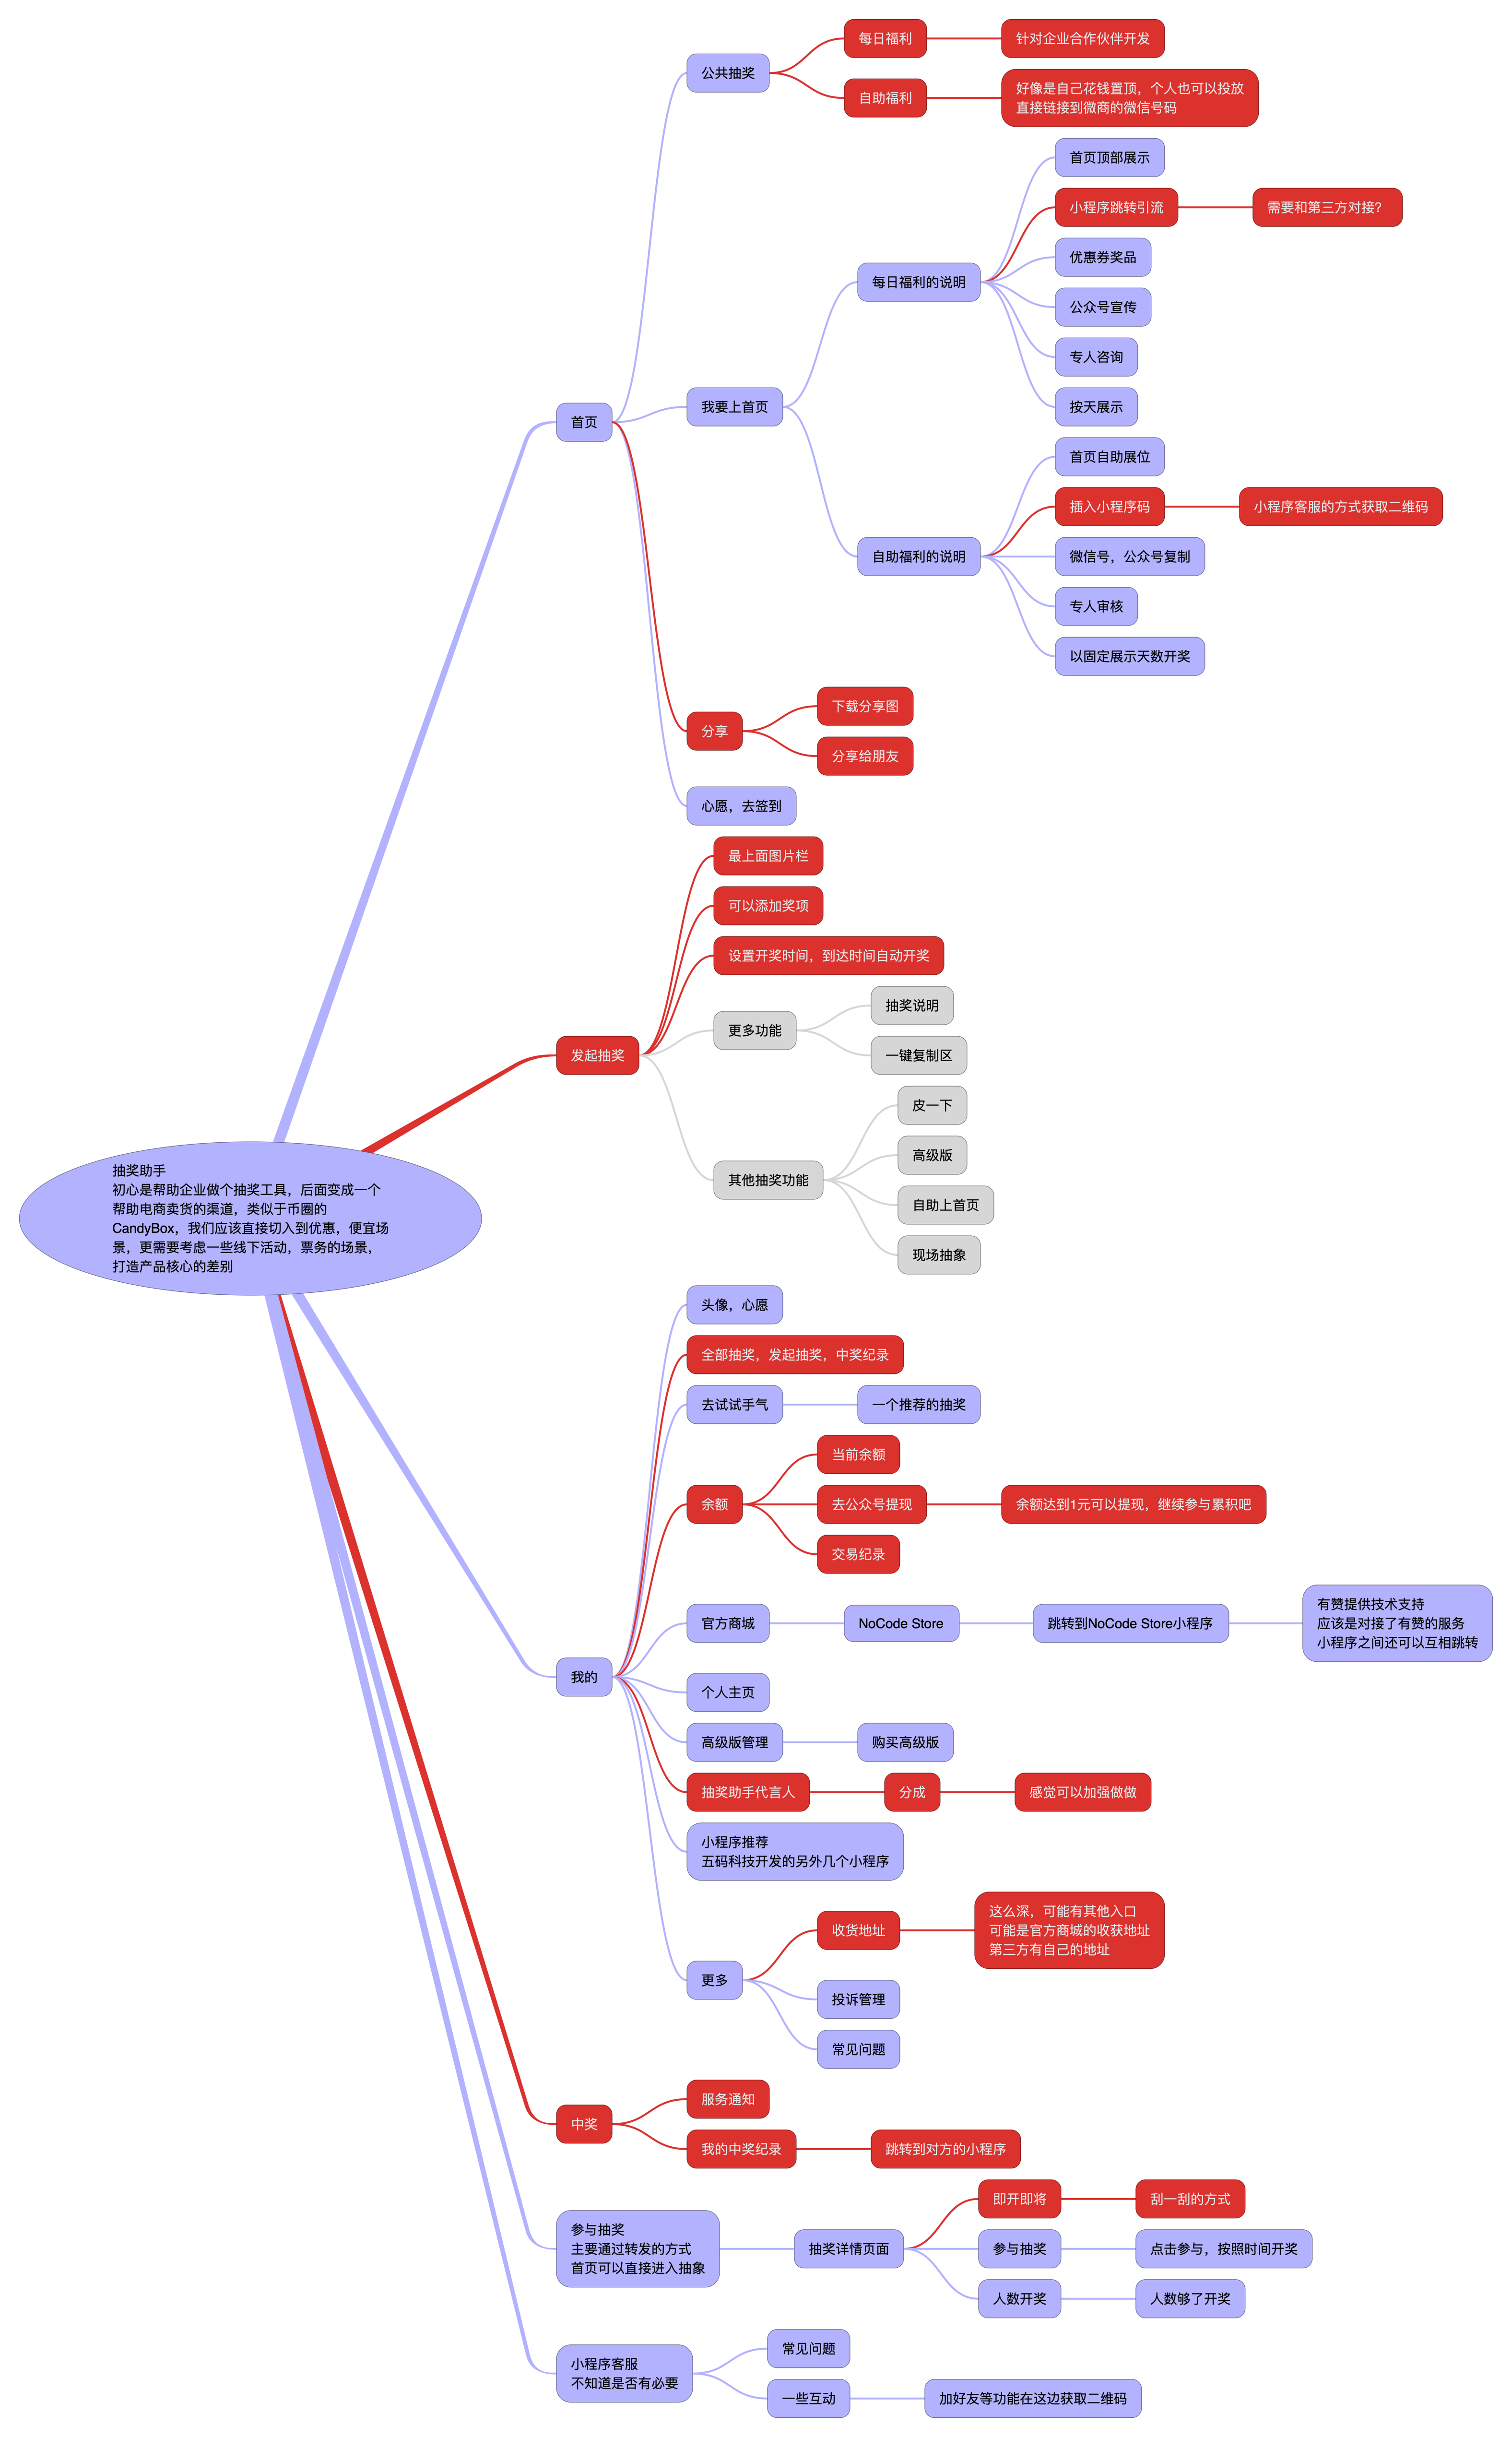 抽奖助手
初心是帮助企业做个抽奖工具，后面变成一个
帮助电商卖货的渠道，类似于币圈的
CandyBox，我们应该直接切入到优惠，便宜场
景，更需要考虑一些线下活动，票务的场景，
打造产品核心的差别
首页
公共抽奖
每日福利
针对企业合作伙伴开发
自助福利
好像是自己花钱置顶，个人也可以投放
直接链接到微商的微信号码
我要上首页
每日福利的说明
首页顶部展示
小程序跳转引流
需要和第三方对接？
优惠券奖品
公众号宣传
专人咨询
按天展示
自助福利的说明
首页自助展位
插入小程序码
小程序客服的方式获取二维码
微信号，公众号复制
专人审核
以固定展示天数开奖
分享
下载分享图
分享给朋友
心愿，去签到
发起抽奖
最上面图片栏
可以添加奖项
设置开奖时间，到达时间自动开奖
更多功能
抽奖说明
一键复制区
其他抽奖功能
皮一下
高级版
自助上首页
现场抽象
我的
头像，心愿
全部抽奖，发起抽奖，中奖纪录
去试试手气
一个推荐的抽奖
余额
当前余额
去公众号提现
余额达到1元可以提现，继续参与累积吧
交易纪录
官方商城
NoCode Store
跳转到NoCode Store小程序
有赞提供技术支持
应该是对接了有赞的服务
小程序之间还可以互相跳转
个人主页
高级版管理
购买高级版
抽奖助手代言人
分成
感觉可以加强做做
小程序推荐
五码科技开发的另外几个小程序
更多
收货地址
这么深，可能有其他入口
可能是官方商城的收获地址
第三方有自己的地址
投诉管理
常见问题
中奖
服务通知
我的中奖纪录
跳转到对方的小程序
参与抽奖
主要通过转发的方式
首页可以直接进入抽象
抽奖详情页面
即开即将
刮一刮的方式
参与抽奖
点击参与，按照时间开奖
人数开奖
人数够了开奖
小程序客服
不知道是否有必要
常见问题
一些互动
加好友等功能在这边获取二维码